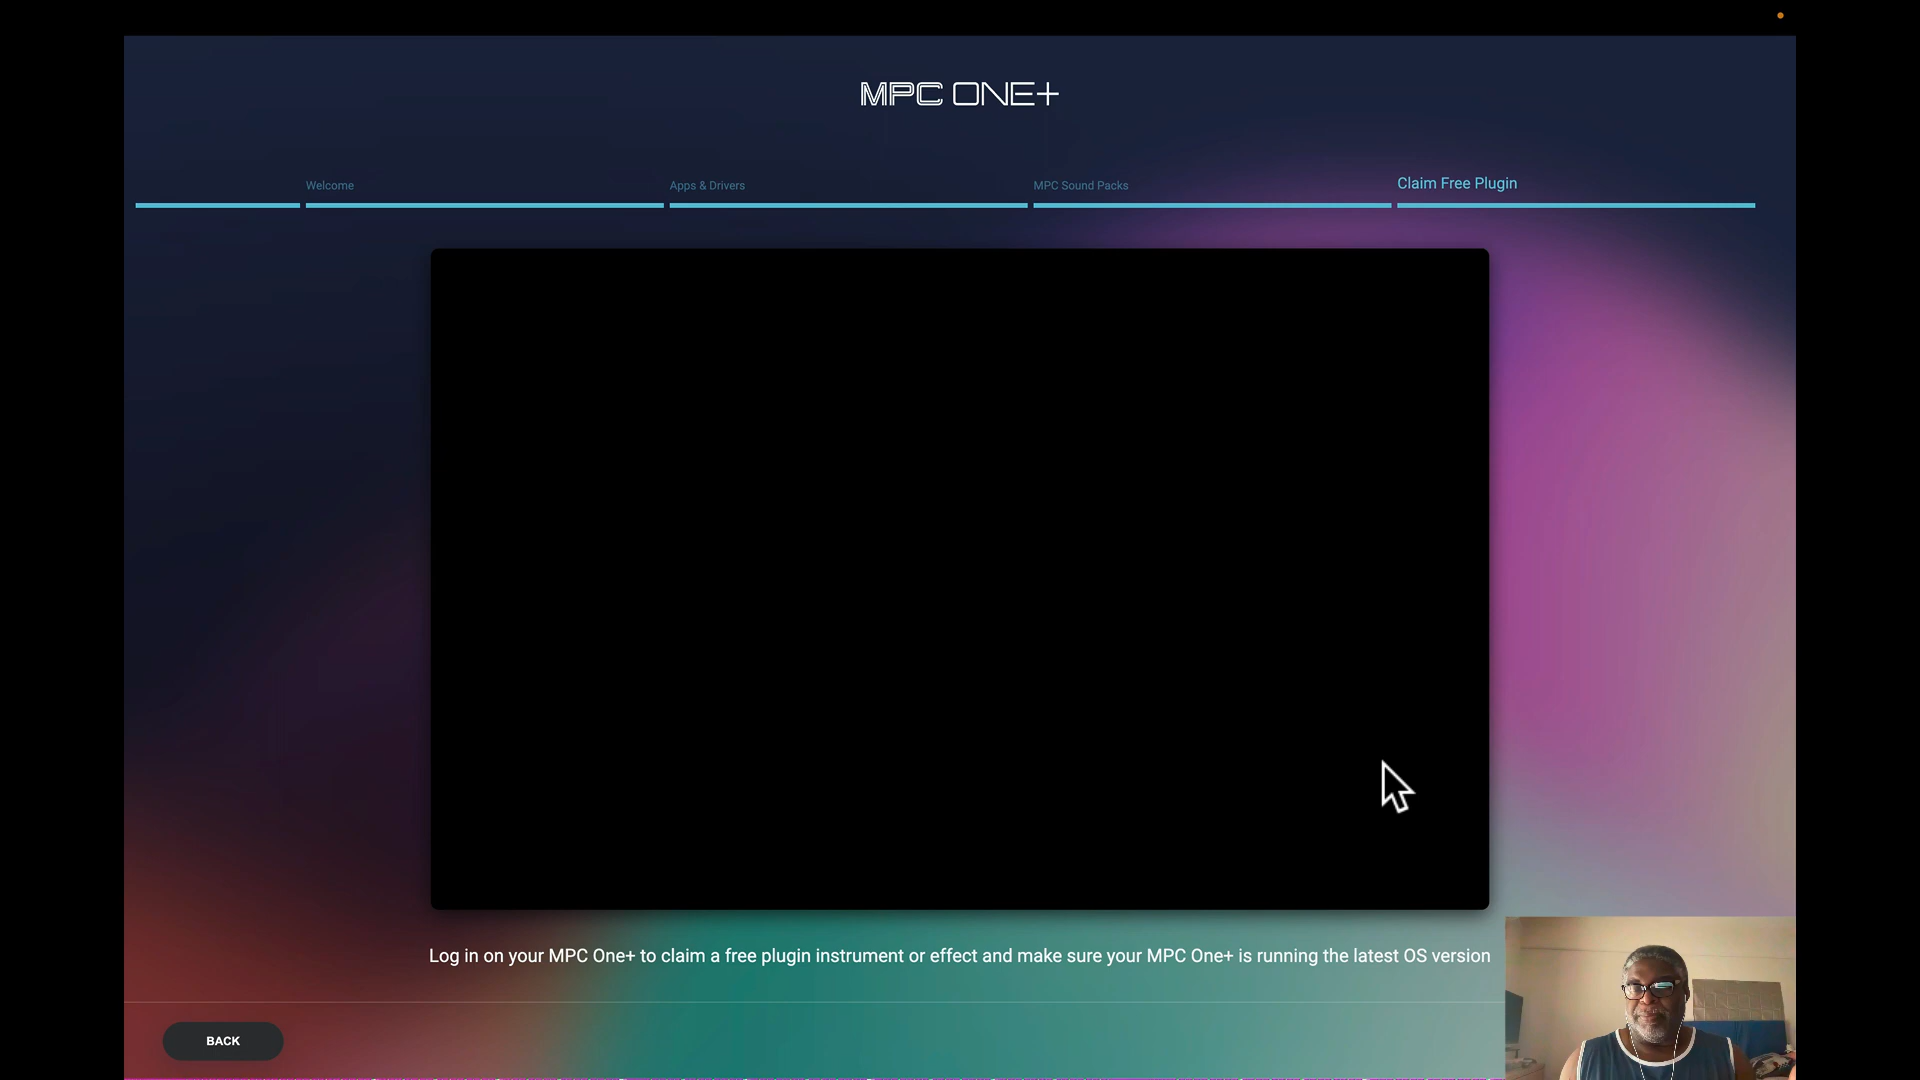 MPC ONE+
Welcome
Apps & Drivers
MPC Sound Packs
Claim Free Plugin
Log in on your MPC One+ to claim a free plugin instrument or effect and make sure your MPC One+ is running the latest OS version
BACK